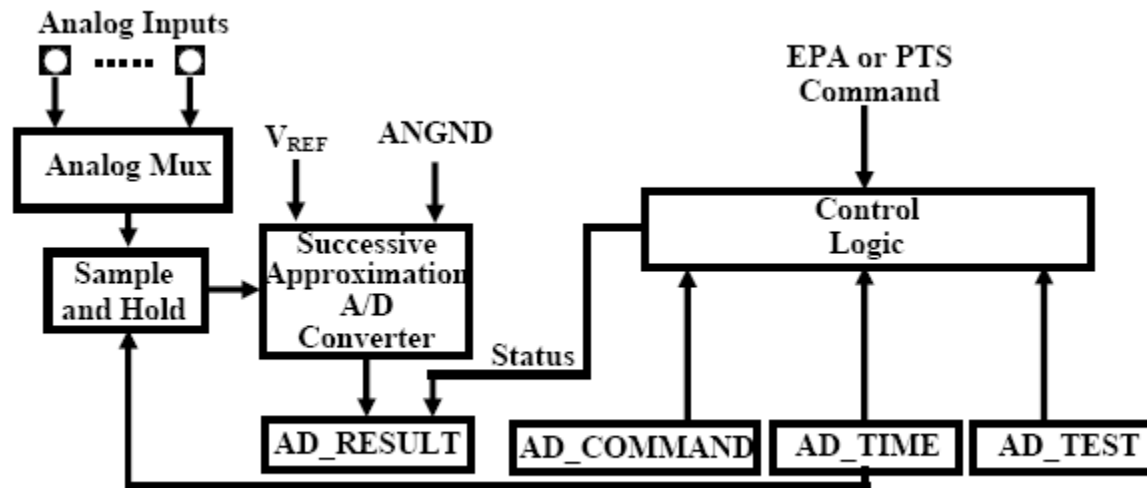 Analog Inputs
EPA or PTS
Command
V_REF
ANGND
Analog Mux
Control
Logic
Successive
Approximation
A/D
Converter
Sample
and Hold
Status
AD_RESULT
AD_COMMAND
AD_TIME
AD_TEST